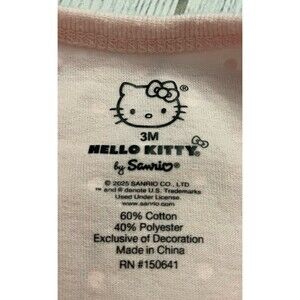 3M
HELLO KITTY®
by Sanrio®
© 2025 SANRIO CO., LTD.
™ and ® denote U.S. Trademarks
Used Under License.
www.sanrio.com
60% Cotton
40% Polyester
Exclusive of Decoration
Made in China
RN #150641